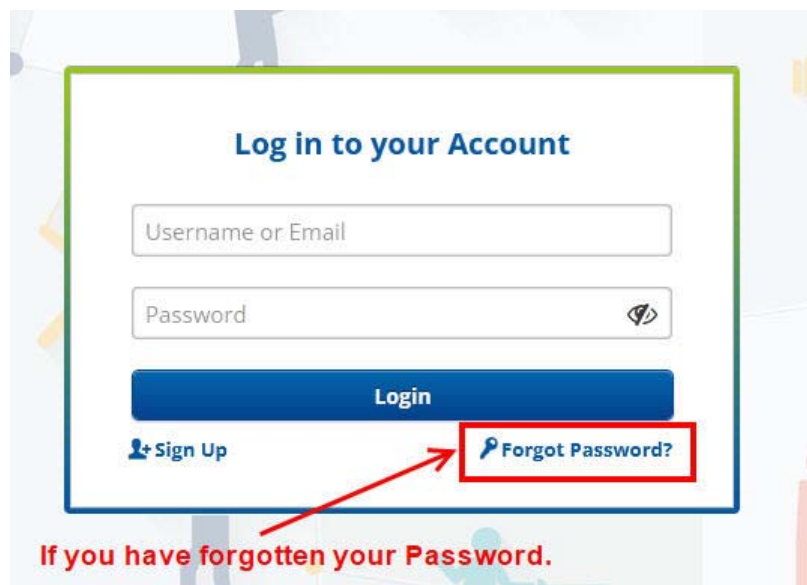 Log in to your Account
Username or Email
Password
Login
Sign Up
Forgot Password?
If you have forgotten your Password.